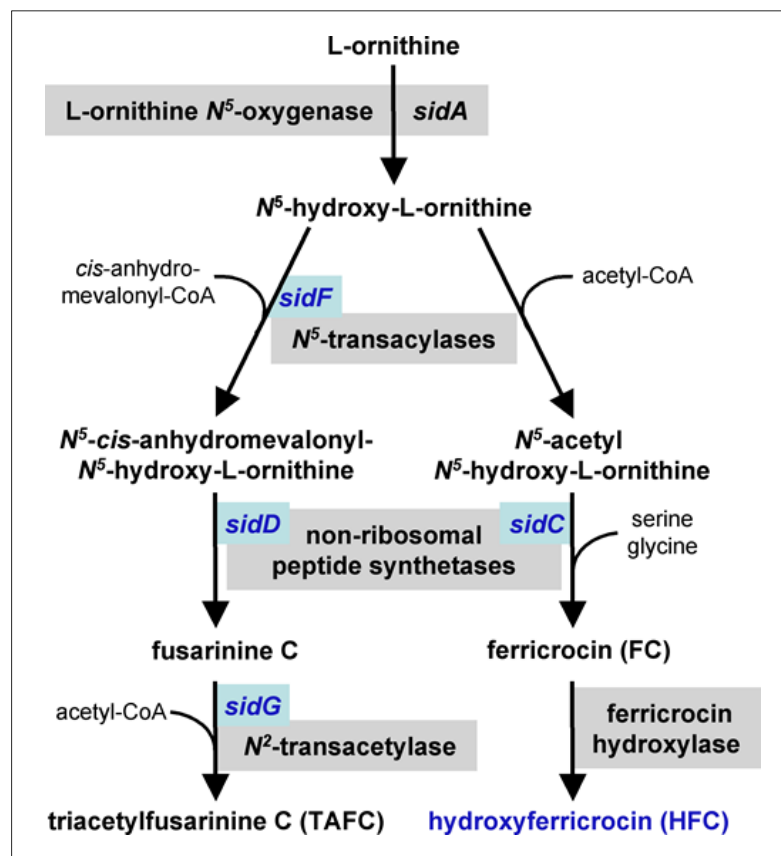 L-ornithine
L-ornithine N⁵-oxygenase sidA
N⁵-hydroxy-L-ornithine
cis-anhydro-
mevalonyl-CoA
acetyl-CoA
sidF
N⁵-transacylases
N⁵-cis-anhydromevalonyl-
N⁵-hydroxy-L-ornithine
N⁵-acetyl
N⁵-hydroxy-L-ornithine
sidD
non-ribosomal
peptide synthetases
sidC
serine
glycine
fusarinine C
ferricrocin (FC)
acetyl-CoA
sidG
N²-transacetylase
ferricrocin
hydroxylase
triacetylfusarinine C (TAFC)
hydroxyferricrocin (HFC)